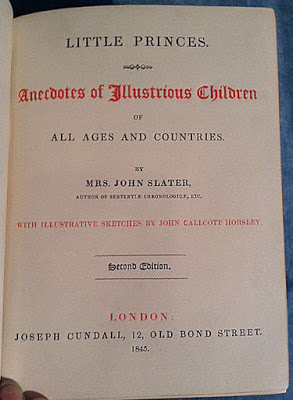 LITTLE PRINCES.
Anecdotes of Illustrious Children
OF
ALL AGES AND COUNTRIES.
BY
MRS. JOHN SLATER,
AUTHOR OF SENTENTIÆ CHRONOLOGICÆ, ETC.
WITH ILLUSTRATIVE SKETCHES BY JOHN CALLCOTT HORSLEY.
Second Edition.
LONDON:
JOSEPH CUNDALL, 12, OLD BOND STREET.
1845.